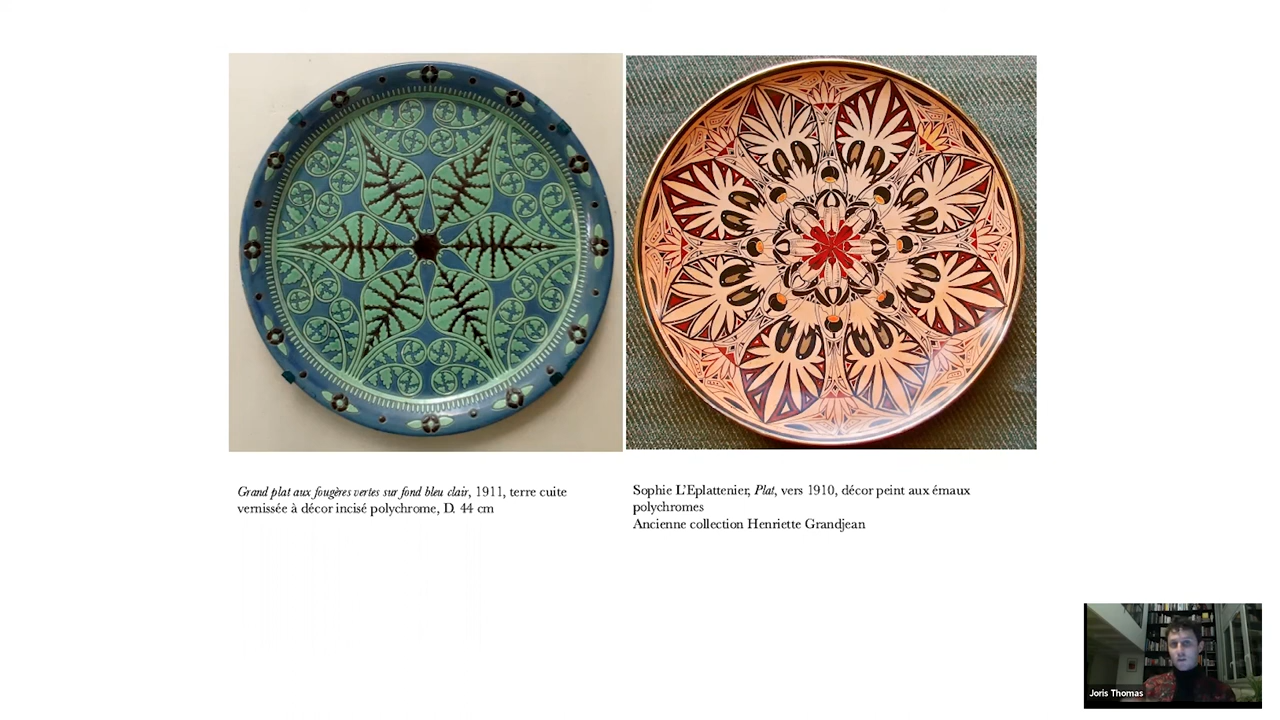 Grand plat aux fougères vertes sur fond bleu clair, 1911, terre cuite
vernissée à décor incisé polychrome, D. 44 cm
Sophie L'Eplattenier, Plat, vers 1910, décor peint aux émaux
polychromes
Ancienne collection Henriette Grandjean
Joris Thomas